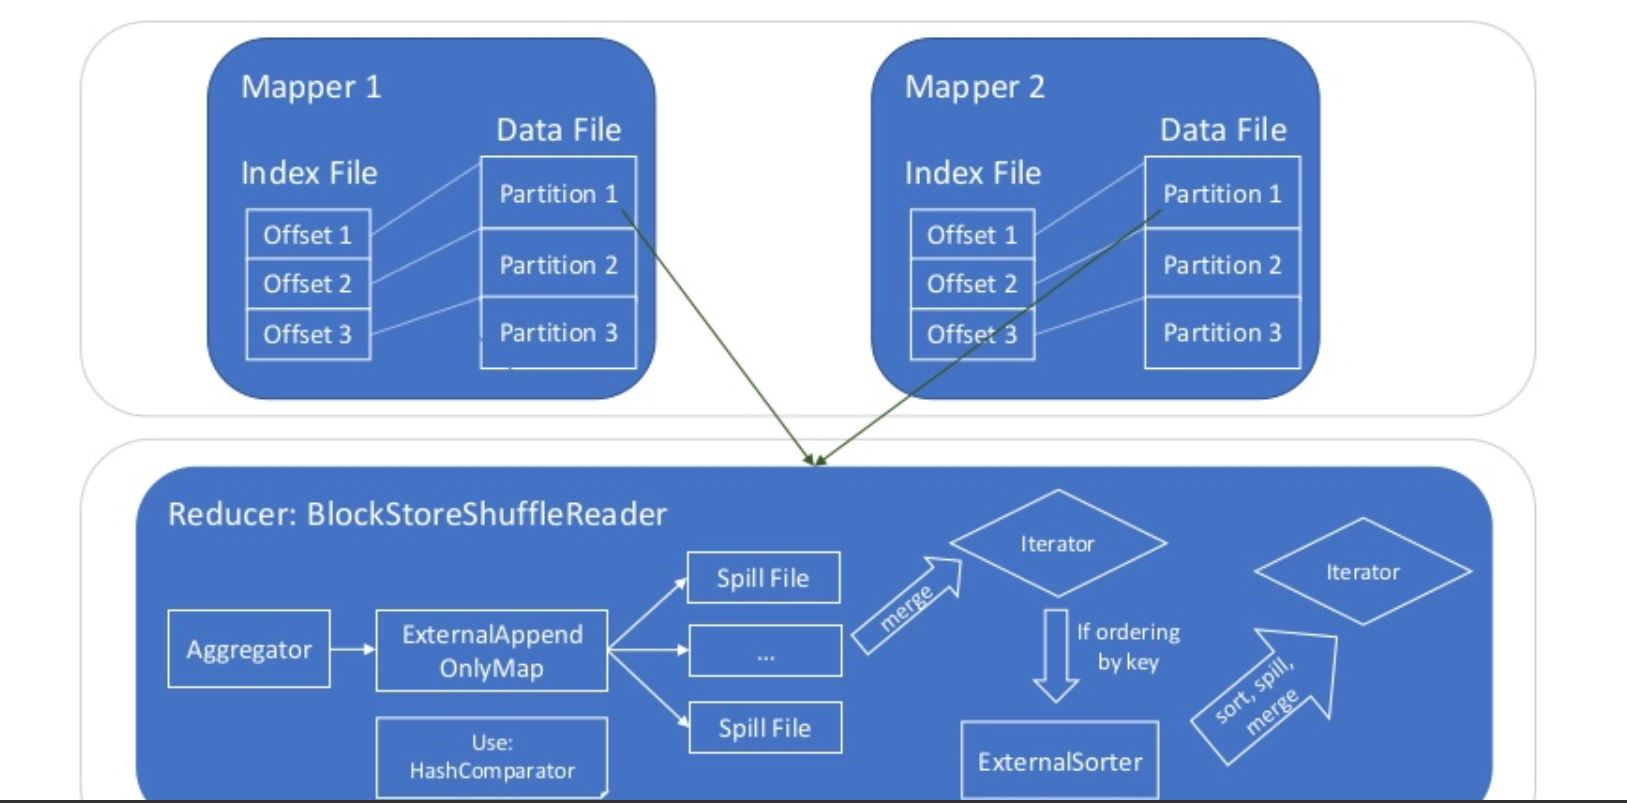 Mapper 1
Data File
Index File
Partition 1
Offset 1
Partition 2
Offset 2
Partition 3
Offset 3
Mapper 2
Data File
Index File
Partition 1
Offset 1
Partition 2
Offset 2
Partition 3
Offset 3
Reducer: BlockStoreShuffleReader
Aggregator
ExternalAppend
OnlyMap
Use:
HashComparator
Spill File
...
Spill File
merge
Iterator
If ordering
by key
ExternalSorter
sort, spill,
merge
Iterator